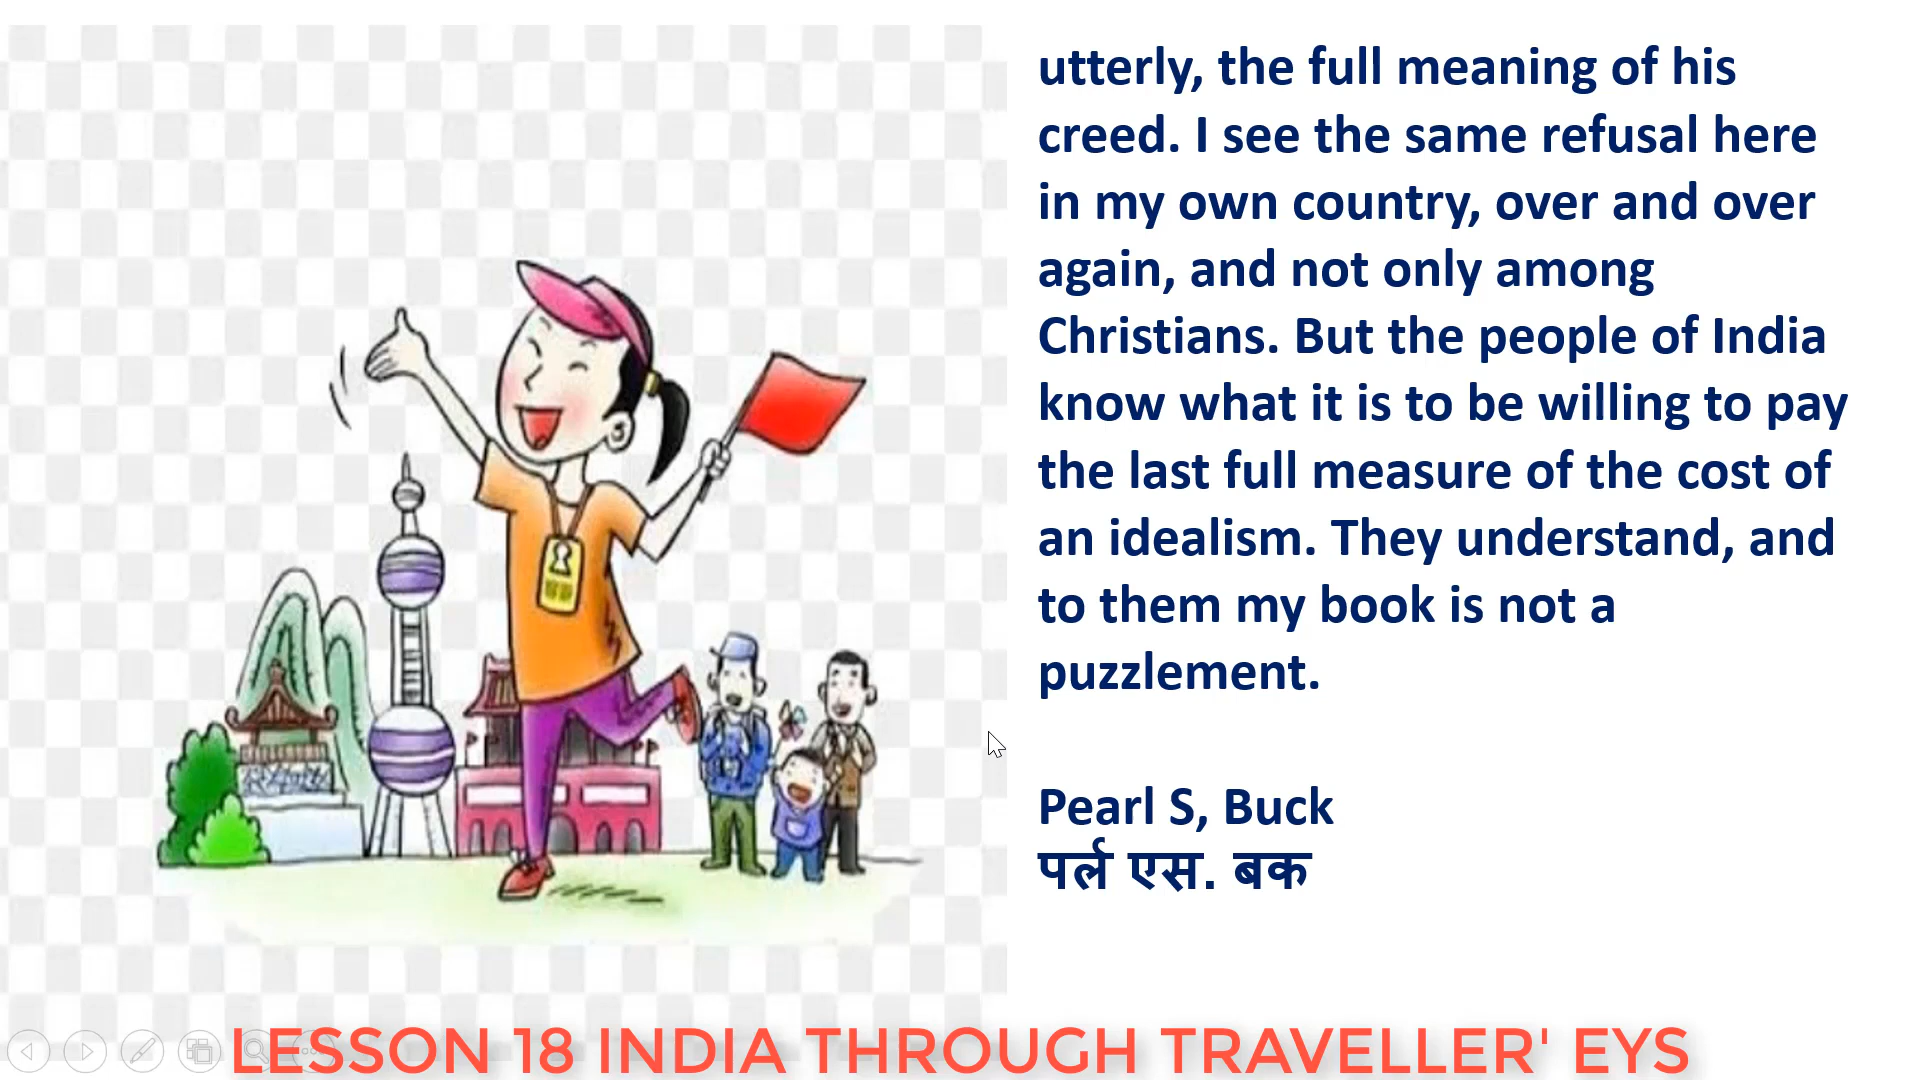 utterly, the full meaning of his
creed. I see the same refusal here
in my own country, over and over
again, and not only among
Christians. But the people of India
know what it is to be willing to pay
the last full measure of the cost of
an idealism. They understand, and
to them my book is not a
puzzlement.
Pearl S, Buck
पर्ल एस. बक
LESSON 18 INDIA THROUGH TRAVELLER' EYS